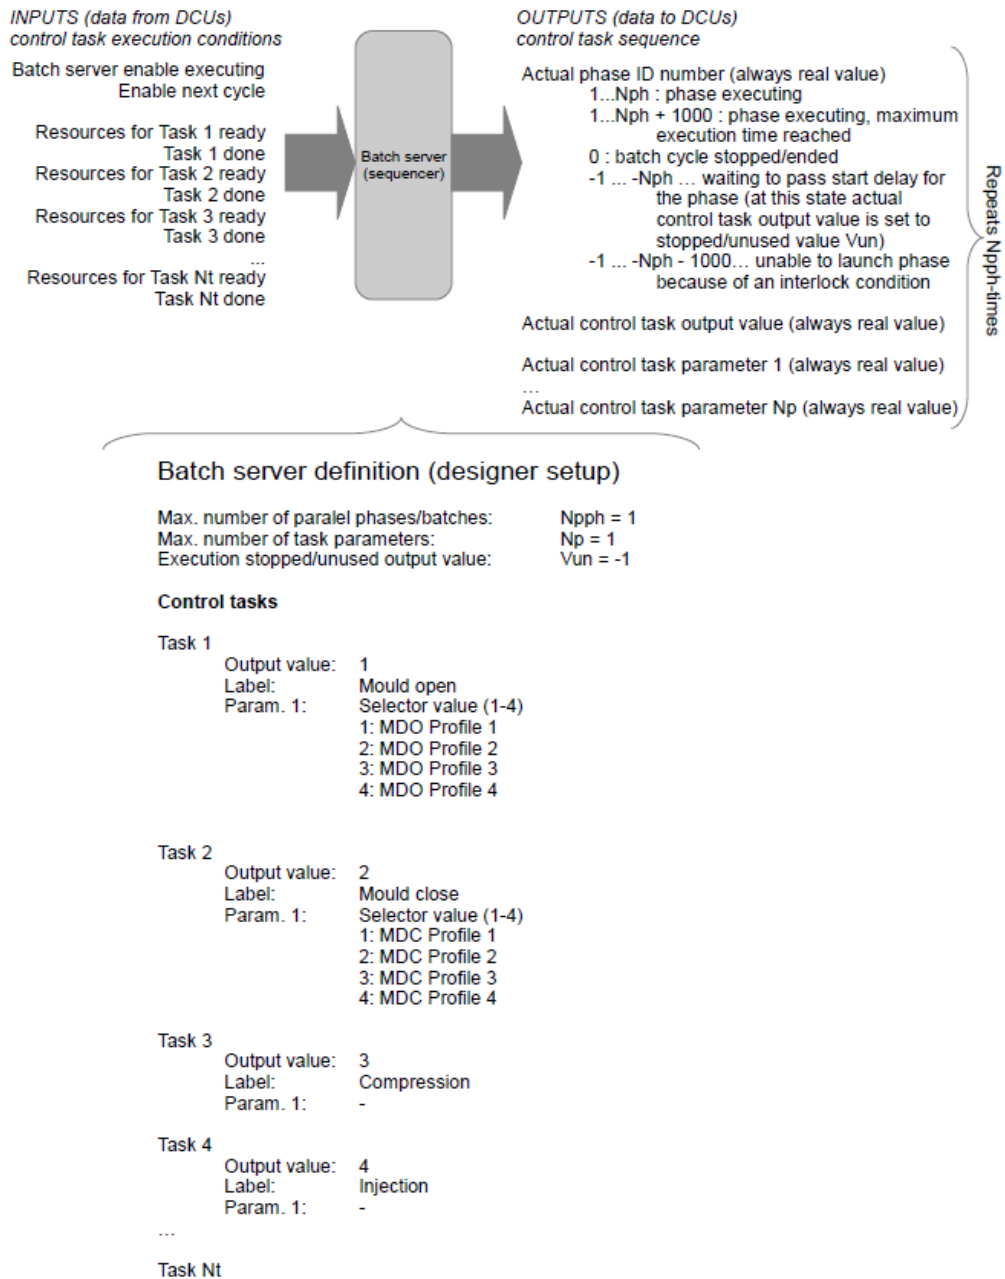 INPUTS (data from DCUs)
control task execution conditions
Batch server enable executing
Enable next cycle
Resources for Task 1 ready
Task 1 done
Resources for Task 2 ready
Task 2 done
Resources for Task 3 ready
Task 3 done
...
Resources for Task Nt ready
Task Nt done
Batch server
(sequencer)
OUTPUTS (data to DCUs)
control task sequence
Actual phase ID number (always real value)
1...Nph : phase executing
1...Nph + 1000 : phase executing, maximum
execution time reached
0 : batch cycle stopped/ended
-1 ... -Nph ... waiting to pass start delay for
the phase (at this state actual
control task output value is set to
stopped/unused value Vun)
-1 ... -Nph - 1000... unable to launch phase
because of an interlock condition
Actual control task output value (always real value)
Actual control task parameter 1 (always real value)
...
Actual control task parameter Np (always real value)
Repeats Npph-times
Batch server definition (designer setup)
Max. number of paralel phases/batches: Npph = 1
Max. number of task parameters: Np = 1
Execution stopped/unused output value: Vun = -1
Control tasks
Task 1
Output value: 1
Label: Mould open
Param. 1: Selector value (1-4)
1: MDO Profile 1
2: MDO Profile 2
3: MDO Profile 3
4: MDO Profile 4
Task 2
Output value: 2
Label: Mould close
Param. 1: Selector value (1-4)
1: MDC Profile 1
2: MDC Profile 2
3: MDC Profile 3
4: MDC Profile 4
Task 3
Output value: 3
Label: Compression
Param. 1: -
Task 4
Output value: 4
Label: Injection
Param. 1: -
...
Task Nt